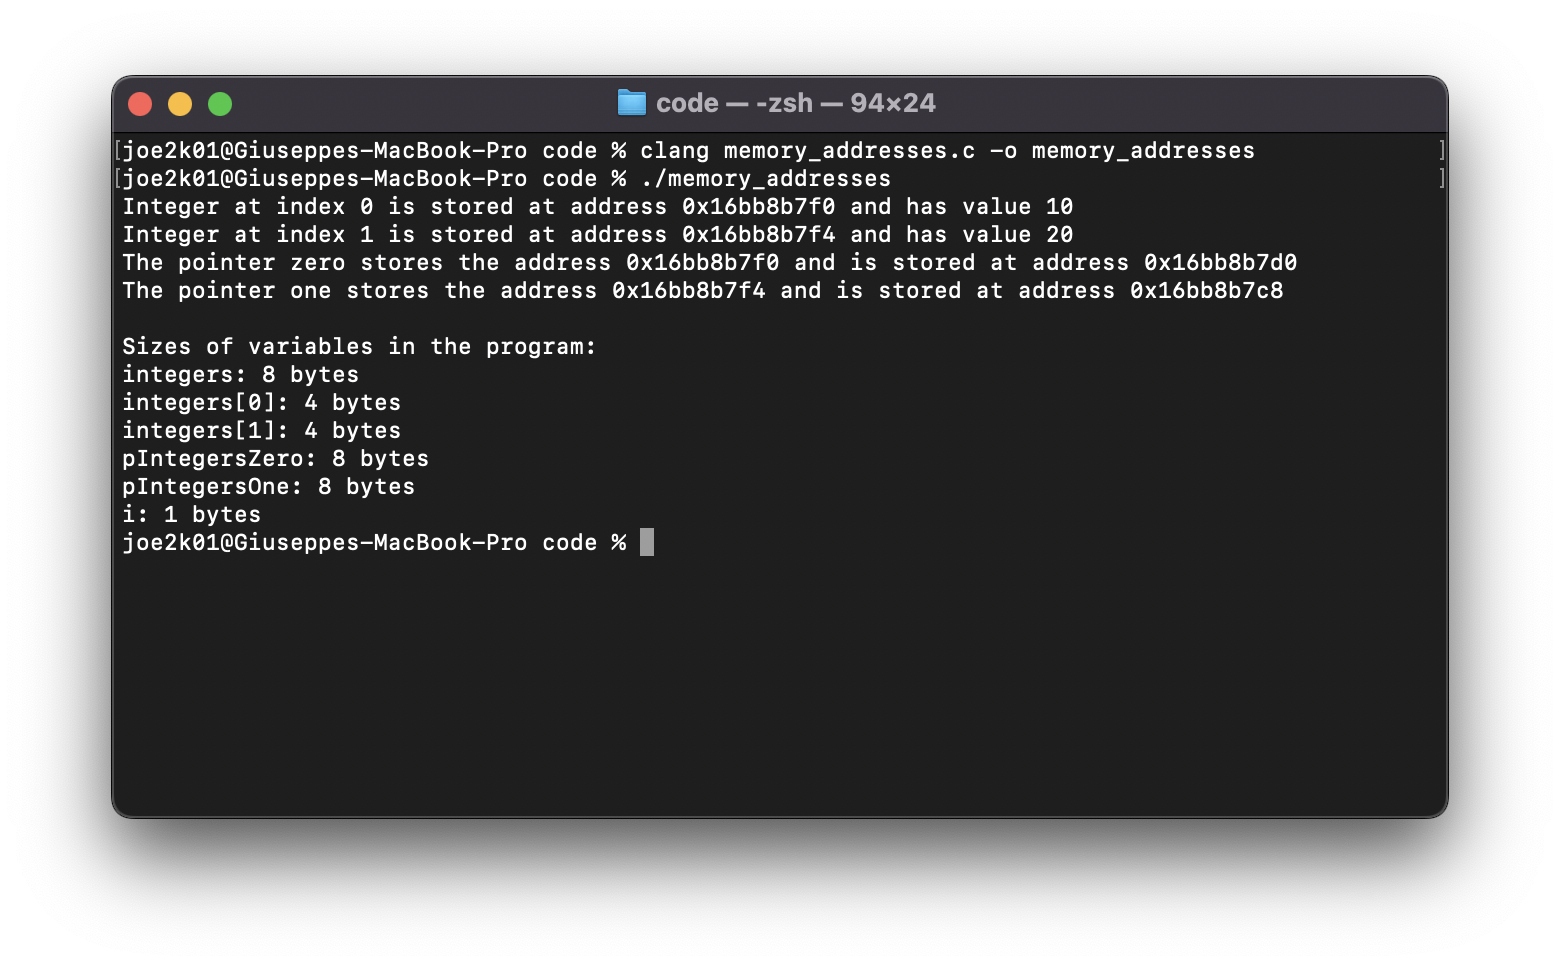 code — -zsh — 94×24
[joe2k01@Giuseppes-MacBook-Pro code % clang memory_addresses.c -o memory_addresses ]
[joe2k01@Giuseppes-MacBook-Pro code % ./memory_addresses ]
Integer at index 0 is stored at address 0x16bb8b7f0 and has value 10
Integer at index 1 is stored at address 0x16bb8b7f4 and has value 20
The pointer zero stores the address 0x16bb8b7f0 and is stored at address 0x16bb8b7d0
The pointer one stores the address 0x16bb8b7f4 and is stored at address 0x16bb8b7c8
Sizes of variables in the program:
integers: 8 bytes
integers[0]: 4 bytes
integers[1]: 4 bytes
pIntegersZero: 8 bytes
pIntegersOne: 8 bytes
i: 1 bytes
joe2k01@Giuseppes-MacBook-Pro code %